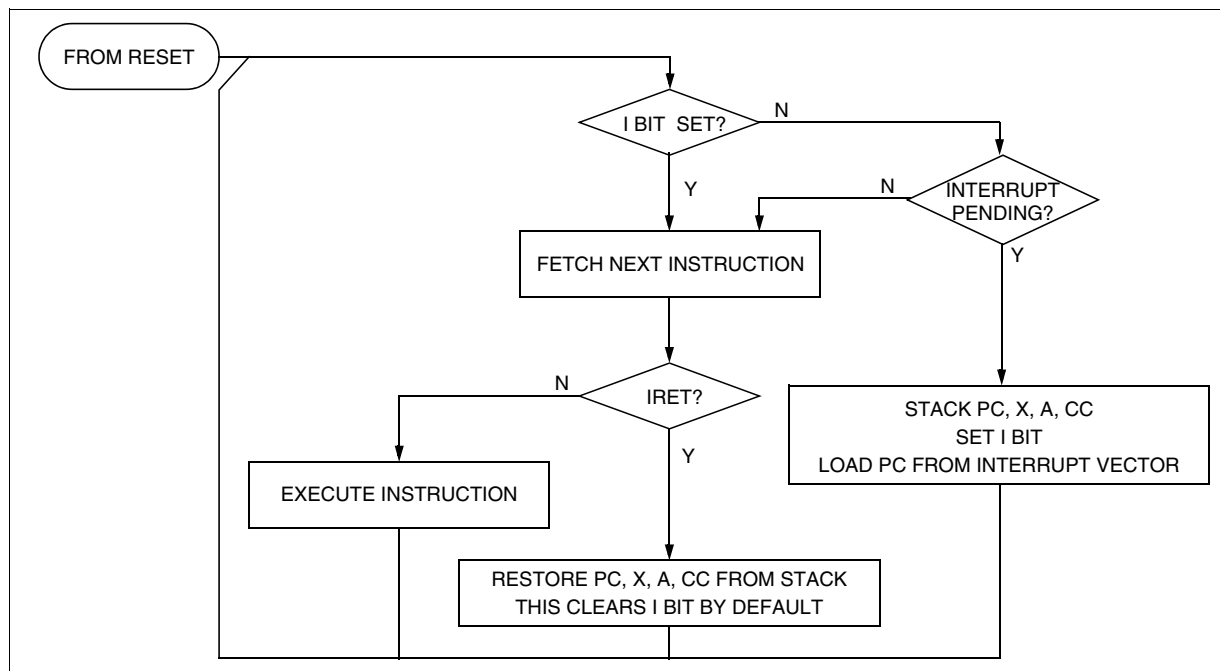 FROM RESET
I BIT SET?
N
Y
N
INTERRUPT
PENDING?
Y
FETCH NEXT INSTRUCTION
N
IRET?
Y
STACK PC, X, A, CC
SET I BIT
LOAD PC FROM INTERRUPT VECTOR
EXECUTE INSTRUCTION
RESTORE PC, X, A, CC FROM STACK
THIS CLEARS I BIT BY DEFAULT